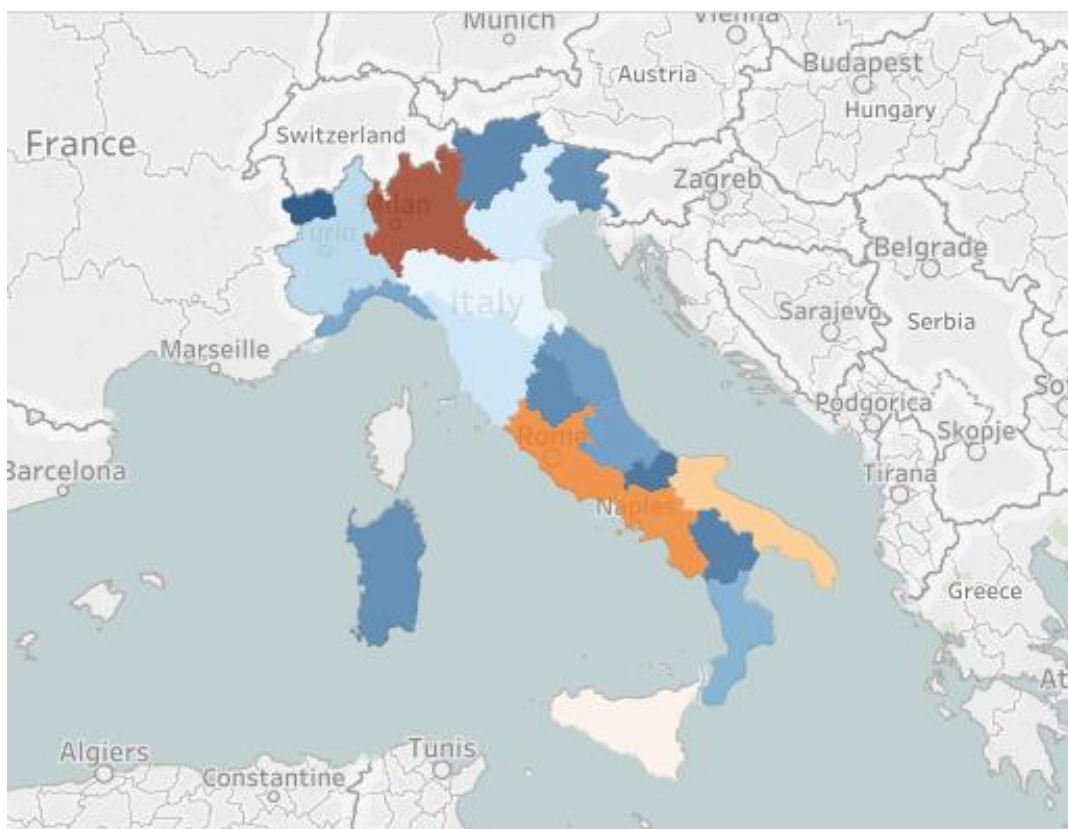 Munich
Vienna
Austria
Budapest
Hungary
France
Switzerland
Zagreb
Milan
Turin
Belgrade
Italy
Sarajevo
Serbia
Marseille
Podgorica
Skopje
Rome
Barcelona
Tirana
Naples
Greece
Algiers
Tunis
Constantine